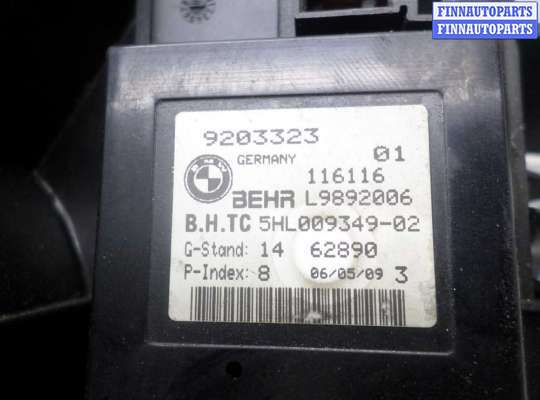 FINNAUTOPARTS
FINNAUTOPARTS
9203323
GERMANY 01
BMW 116116
BEHR L9892006
B.H.TC 5HL009349-02
G-Stand: 14 62890
P-Index: 8 06/05/09 3